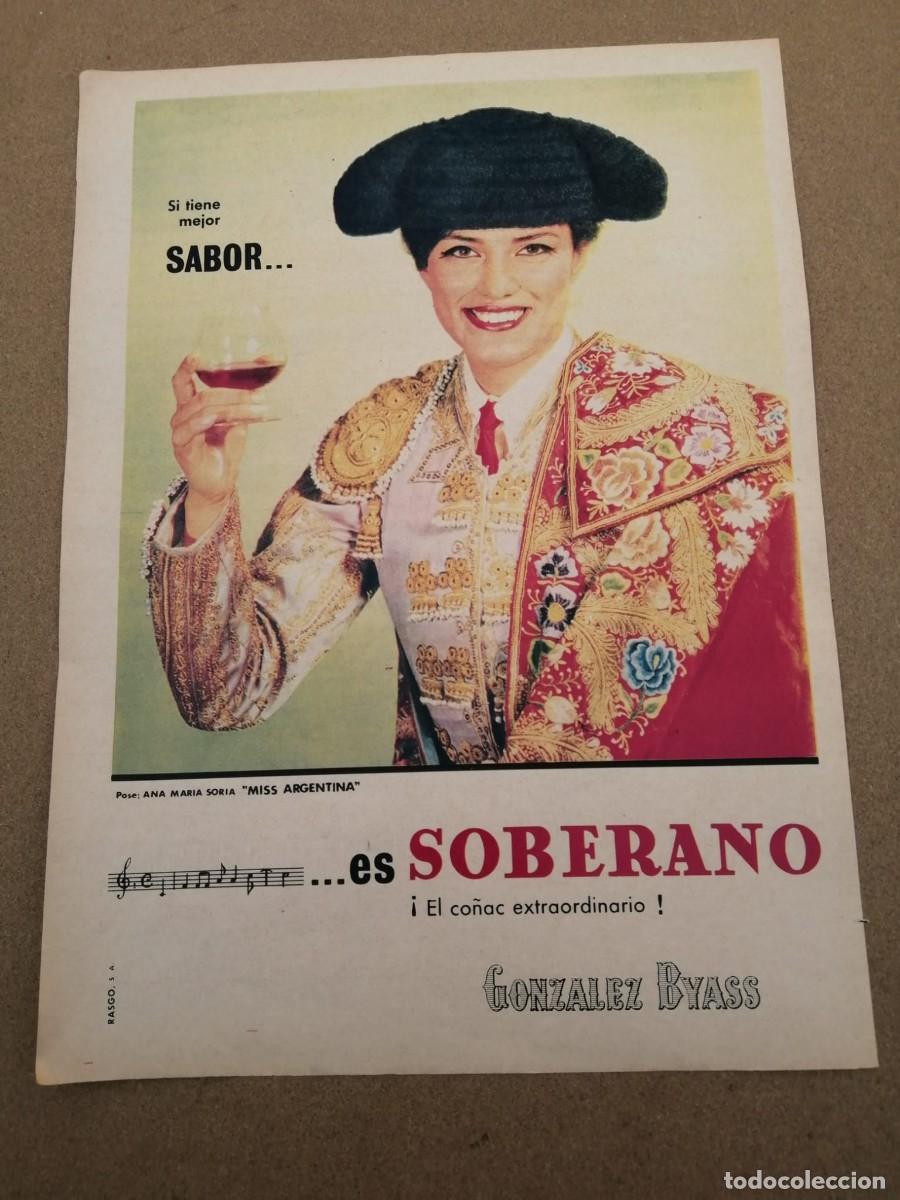 Si tiene
mejor
SABOR...
Pose; ANA MARIA SORIA "MISS ARGENTINA"
...es SOBERANO
¡ El coñac extraordinario !
GONZALEZ BYASS
RASGO, S A
todocoleccion